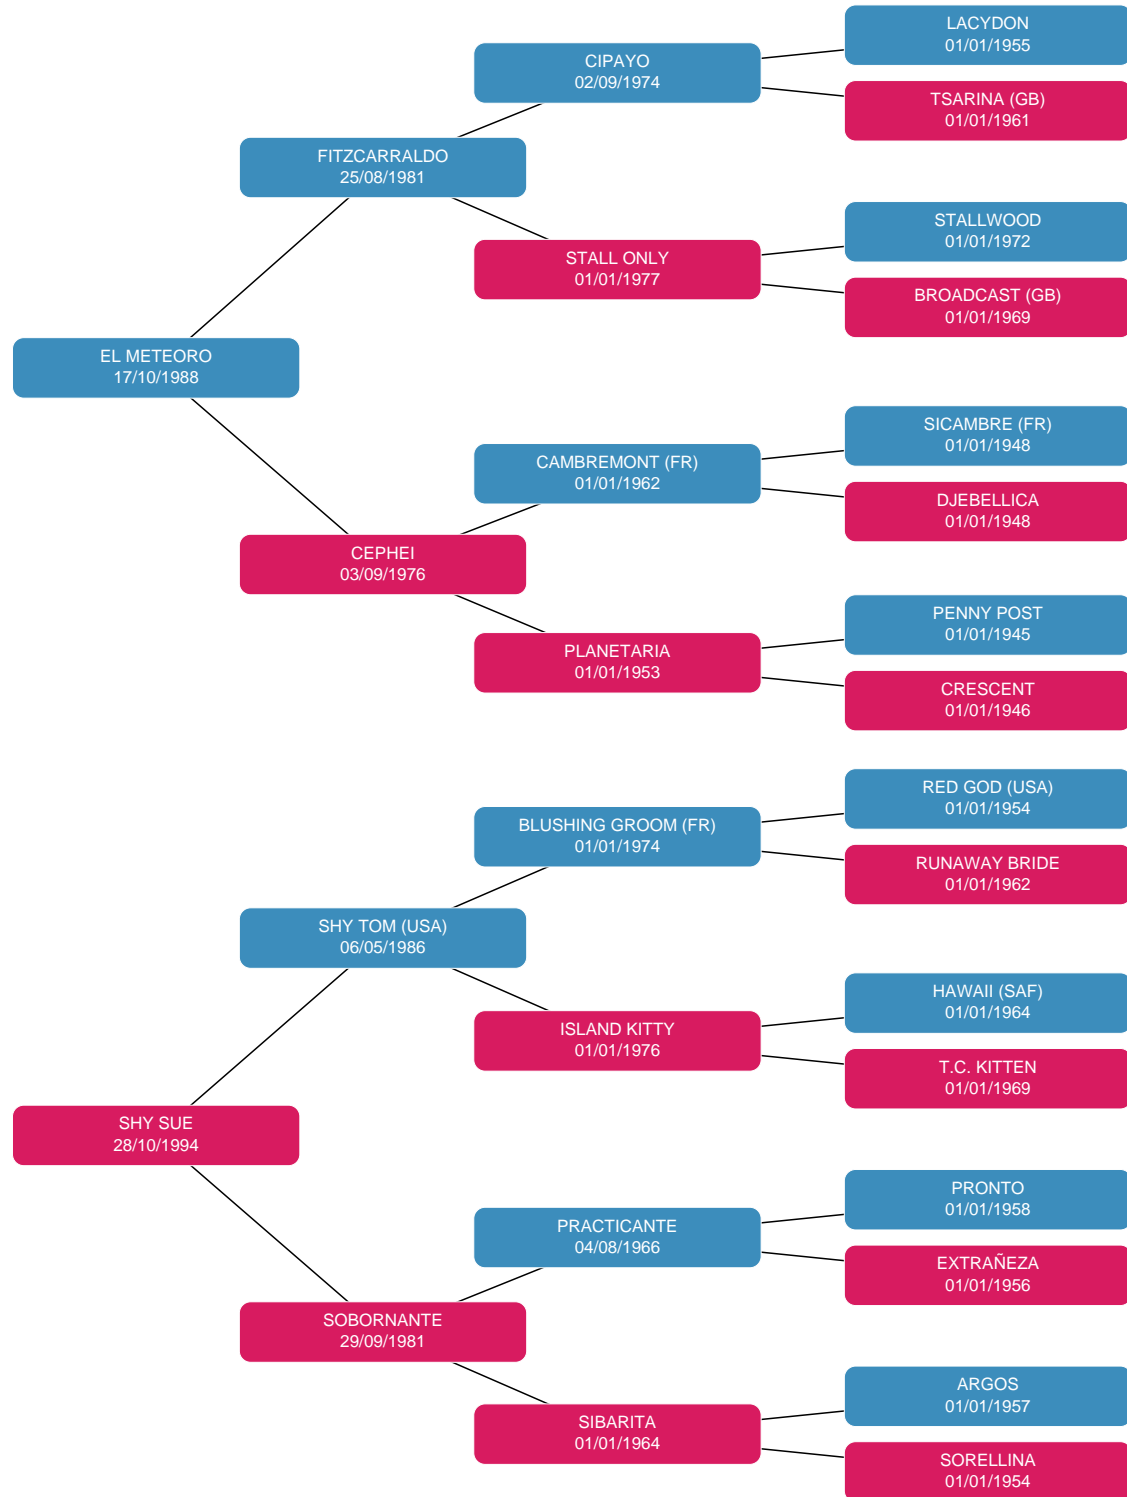 LACYDON
01/01/1955
CIPAYO
02/09/1974
TSARINA (GB)
01/01/1961
FITZCARRALDO
25/08/1981
STALLWOOD
01/01/1972
STALL ONLY
01/01/1977
BROADCAST (GB)
01/01/1969
EL METEORO
17/10/1988
SICAMBRE (FR)
01/01/1948
CAMBREMONT (FR)
01/01/1962
DJEBELLICA
01/01/1948
CEPHEI
03/09/1976
PENNY POST
01/01/1945
PLANETARIA
01/01/1953
CRESCENT
01/01/1946
RED GOD (USA)
01/01/1954
BLUSHING GROOM (FR)
01/01/1974
RUNAWAY BRIDE
01/01/1962
SHY TOM (USA)
06/05/1986
HAWAII (SAF)
01/01/1964
ISLAND KITTY
01/01/1976
T.C. KITTEN
01/01/1969
SHY SUE
28/10/1994
PRONTO
01/01/1958
PRACTICANTE
04/08/1966
EXTRAÑEZA
01/01/1956
SOBORNANTE
29/09/1981
ARGOS
01/01/1957
SIBARITA
01/01/1964
SORELLINA
01/01/1954